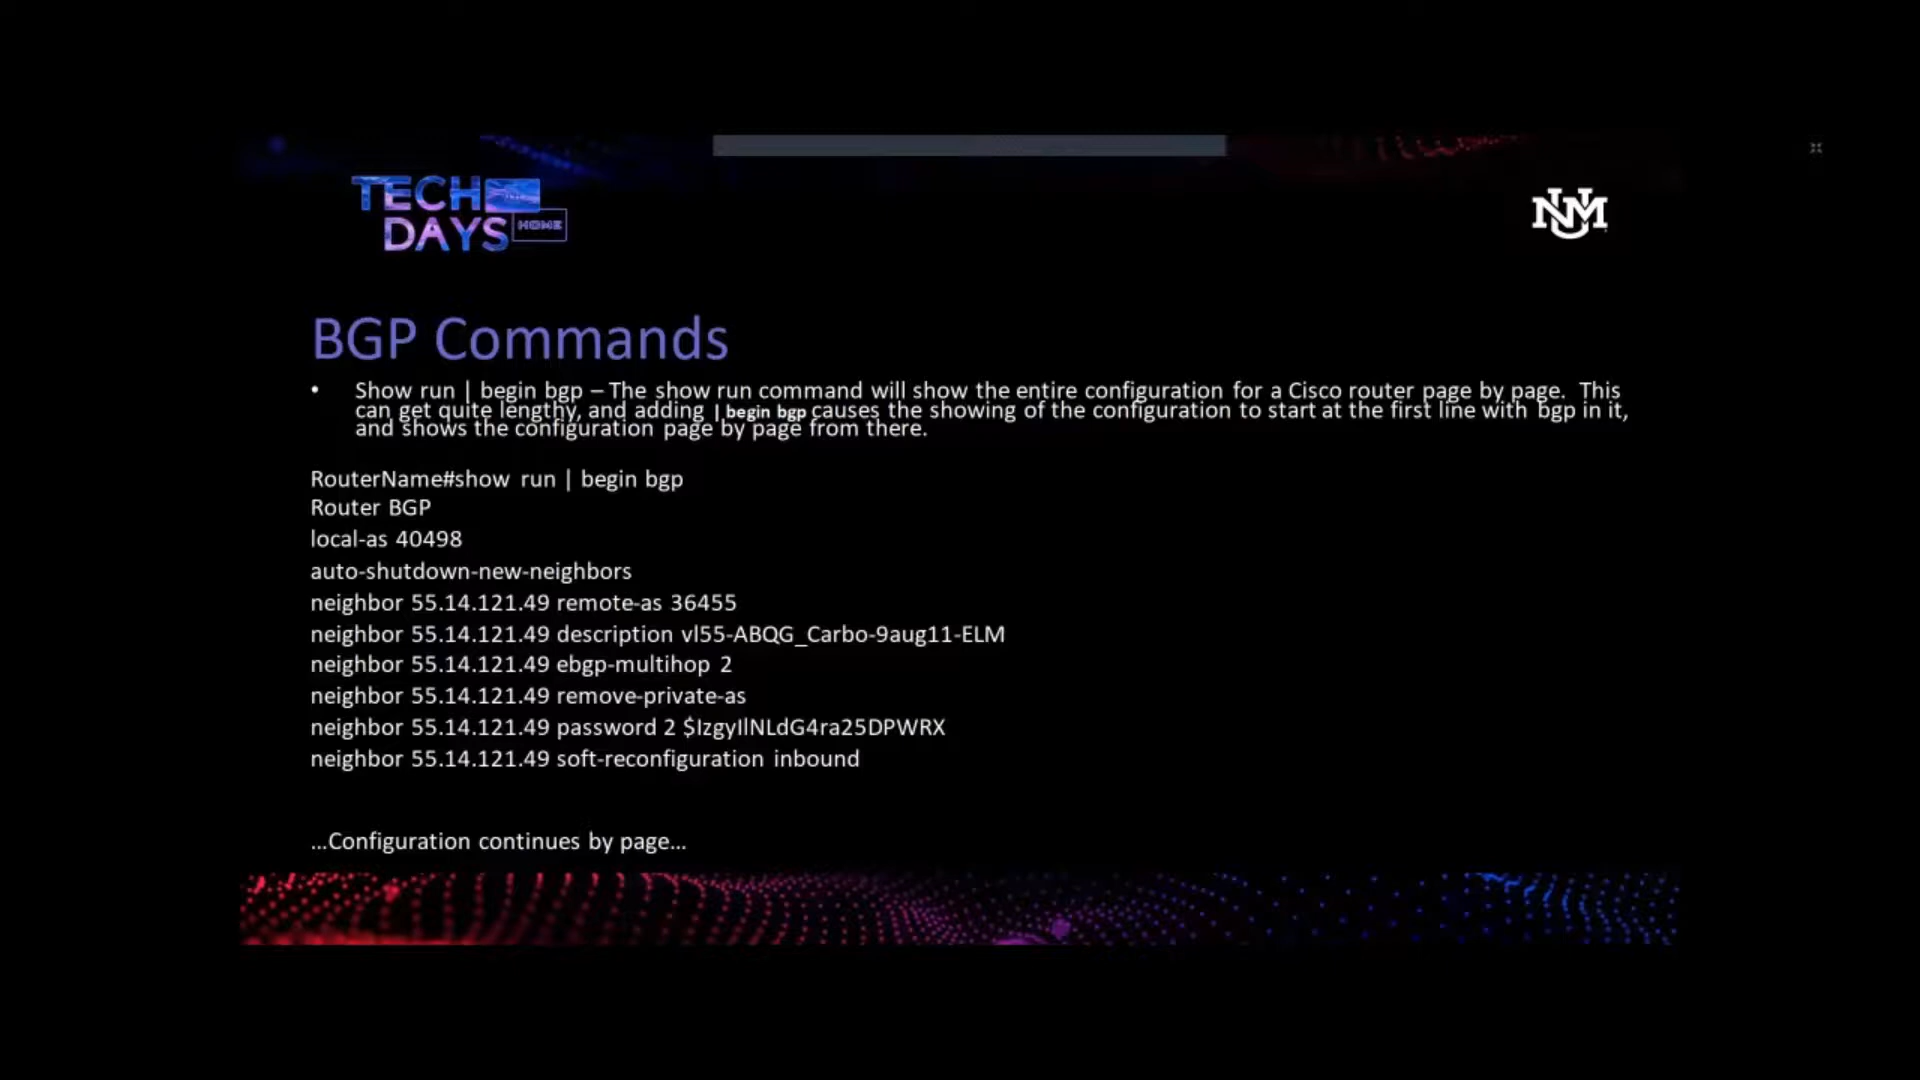 TECH
DAYS HOME
UNM
BGP Commands
• Show run | begin bgp – The show run command will show the entire configuration for a Cisco router page by page. This
can get quite lengthy, and adding | begin bgp causes the showing of the configuration to start at the first line with bgp in it,
and shows the configuration page by page from there.
RouterName#show run | begin bgp
Router BGP
local-as 40498
auto-shutdown-new-neighbors
neighbor 55.14.121.49 remote-as 36455
neighbor 55.14.121.49 description vl55-ABQG_Carbo-9aug11-ELM
neighbor 55.14.121.49 ebgp-multihop 2
neighbor 55.14.121.49 remove-private-as
neighbor 55.14.121.49 password 2 $IzgyIlNLdG4ra25DPWRX
neighbor 55.14.121.49 soft-reconfiguration inbound
...Configuration continues by page...